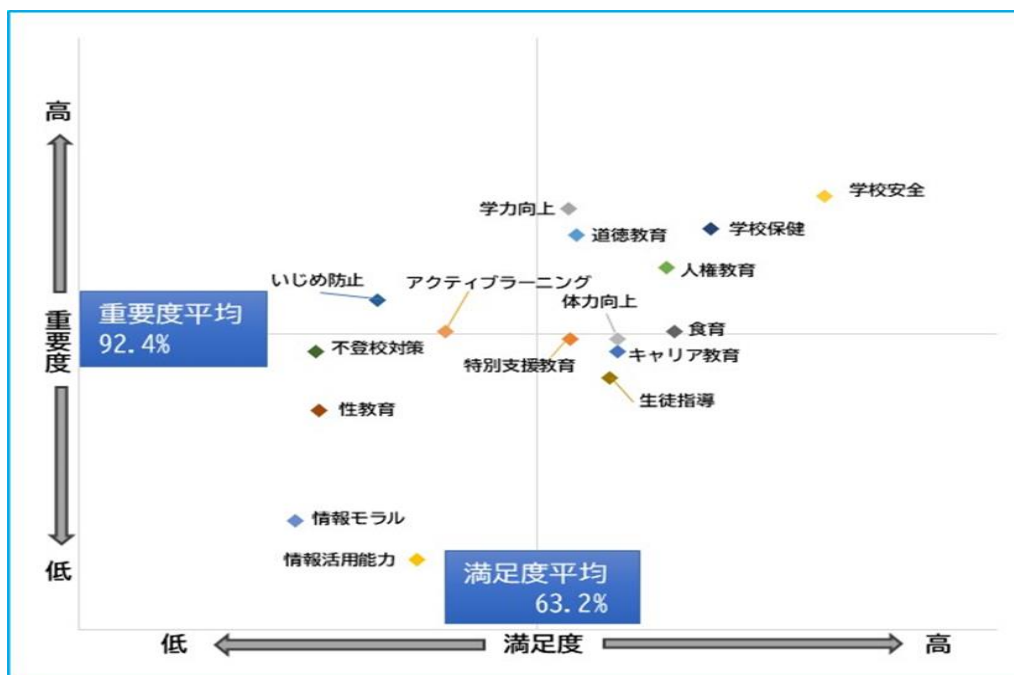 高
学校安全
学力向上
道徳教育
学校保健
人権教育
いじめ防止
アクティブラーニング
体力向上
重要度平均
92.4%
重要度
食育
不登校対策
特別支援教育
キャリア教育
性教育
生徒指導
情報モラル
情報活用能力
低
満足度平均
63.2%
低
満足度
高